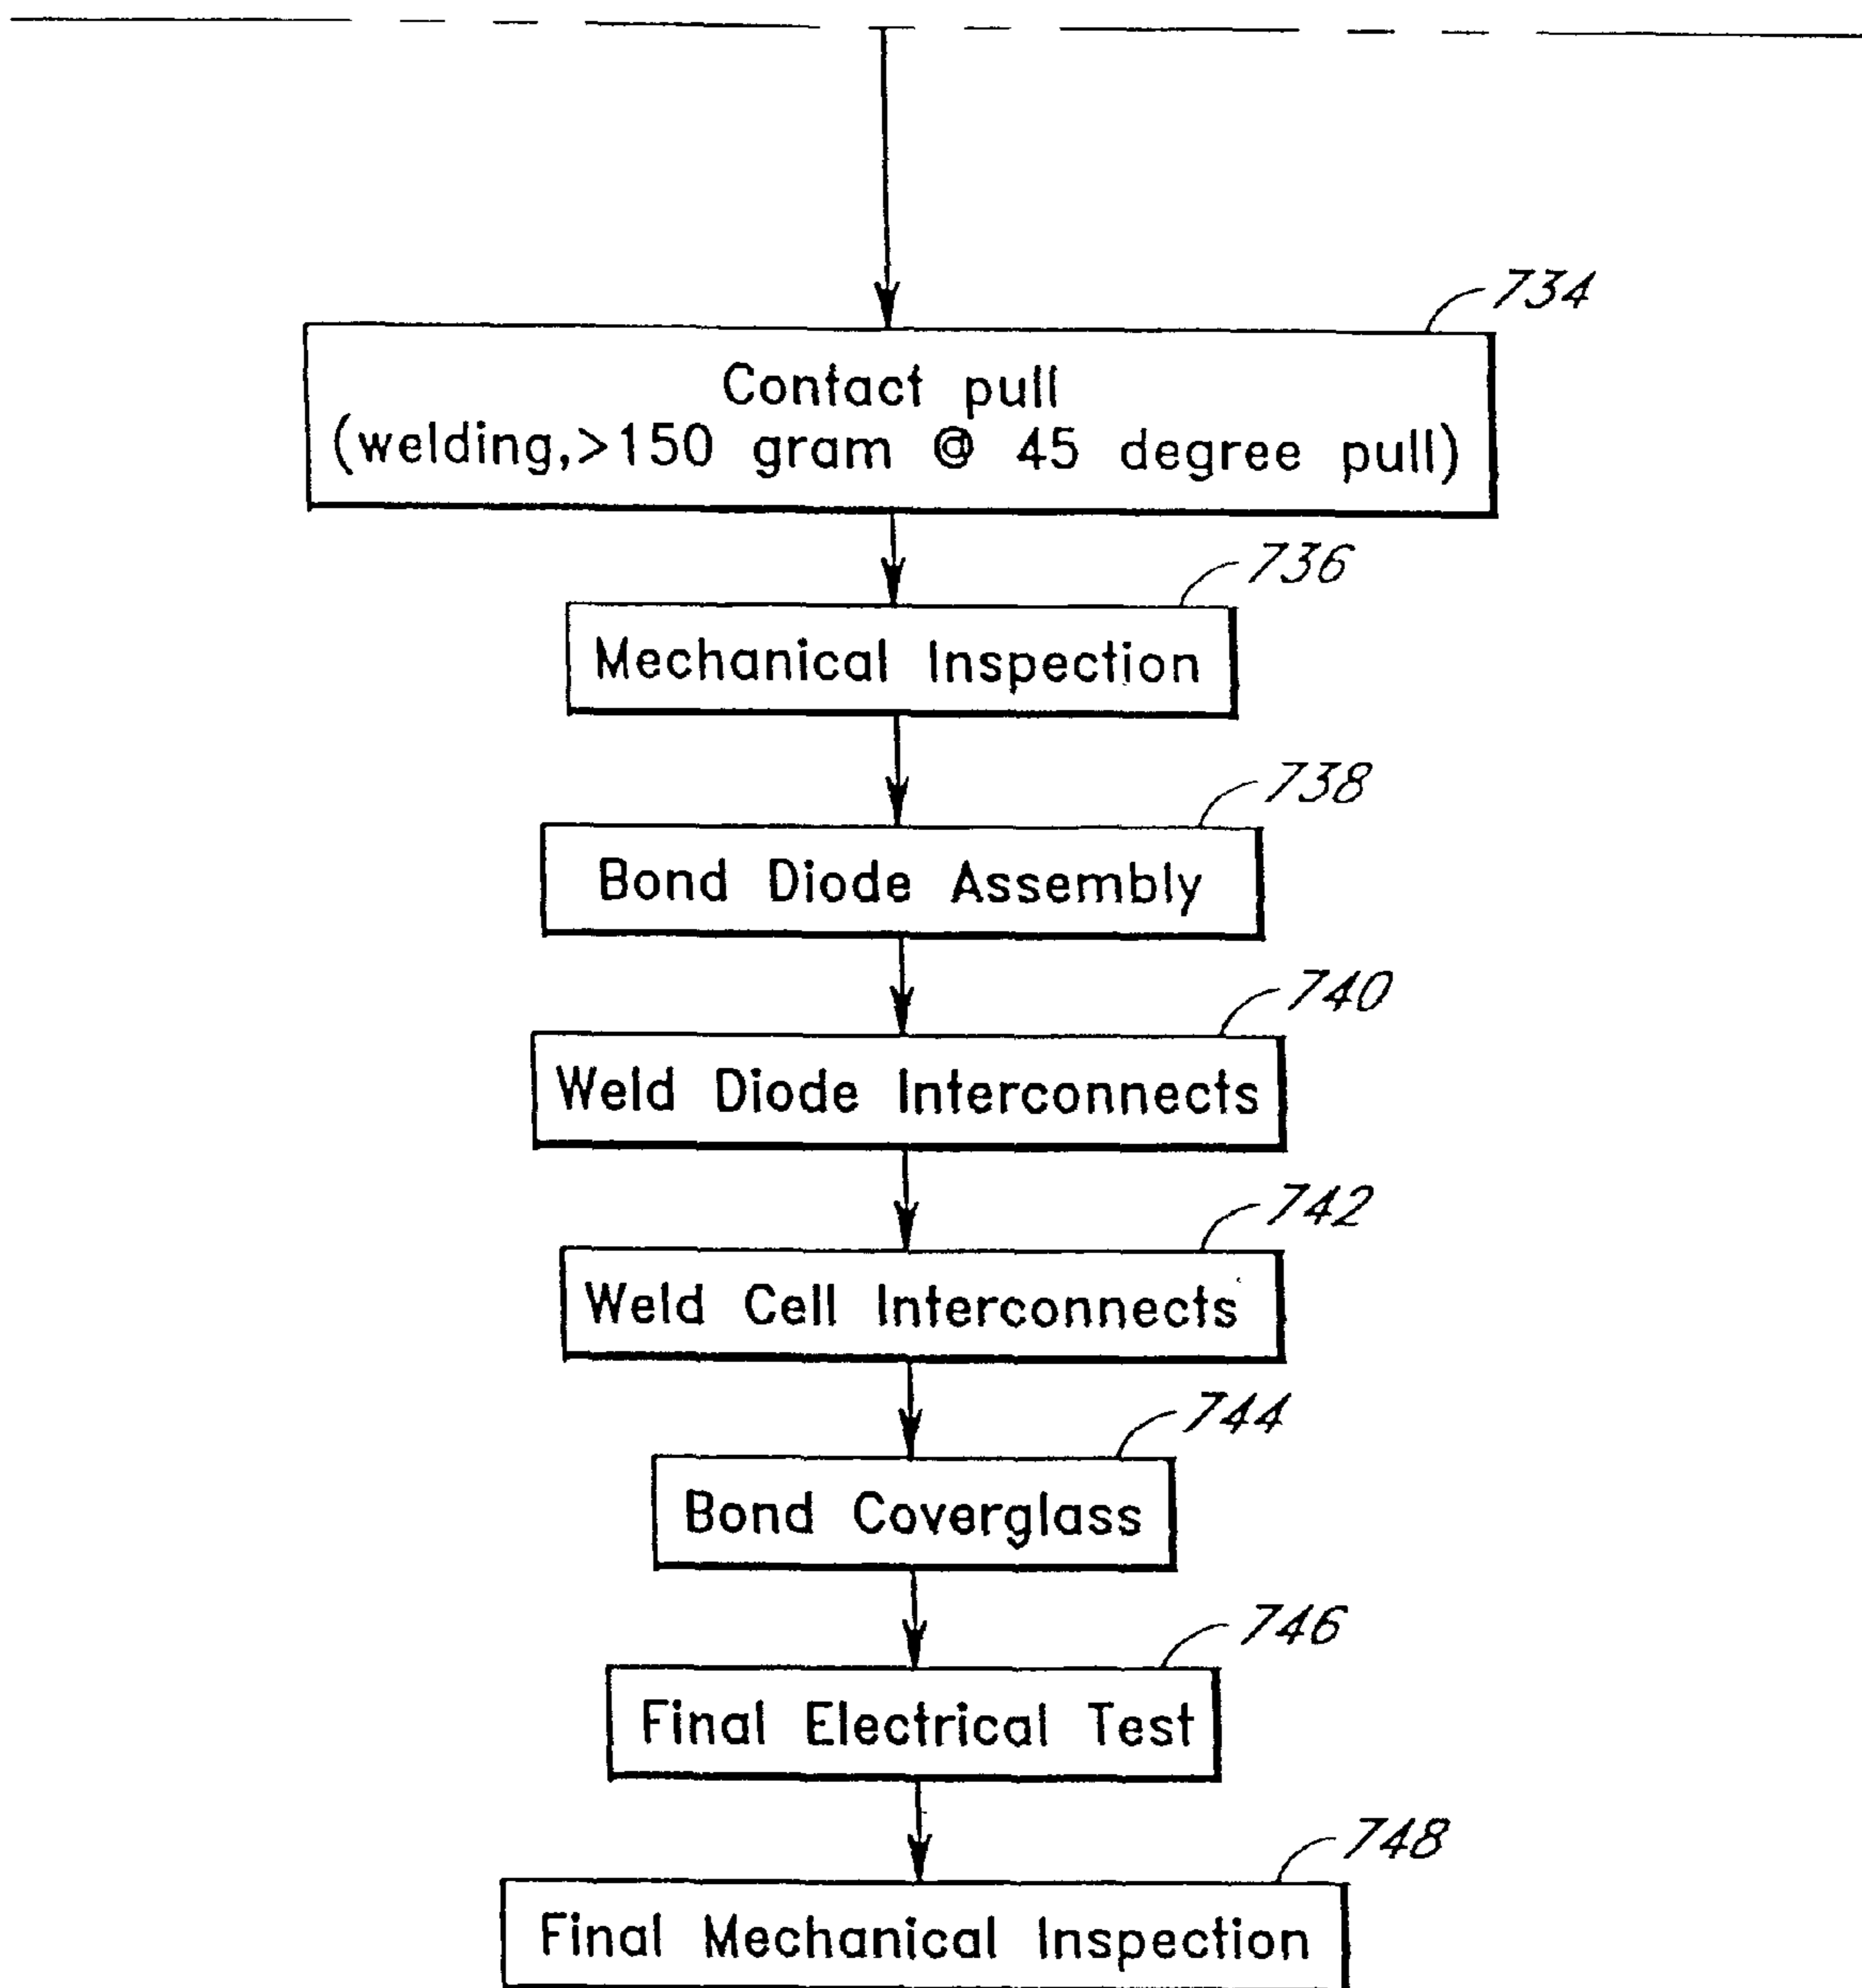 734
Contact pull
(welding,>150 gram @ 45 degree pull)
736
Mechanical Inspection
738
Bond Diode Assembly
740
Weld Diode Interconnects
742
Weld Cell Interconnects
744
Bond Coverglass
746
Final Electrical Test
748
Final Mechanical Inspection